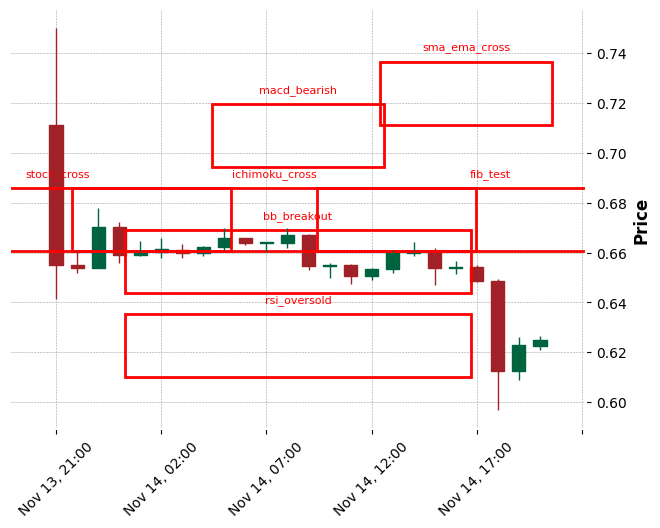 sma_ema_cross
0.74
macd_bearish
0.72
0.70
stoch_cross
ichimoku_cross
fib_test
0.68
bb_breakout
0.66
Price
0.64
rsi_oversold
0.62
0.60
Nov 13, 21:00
Nov 14, 02:00
Nov 14, 07:00
Nov 14, 12:00
Nov 14, 17:00